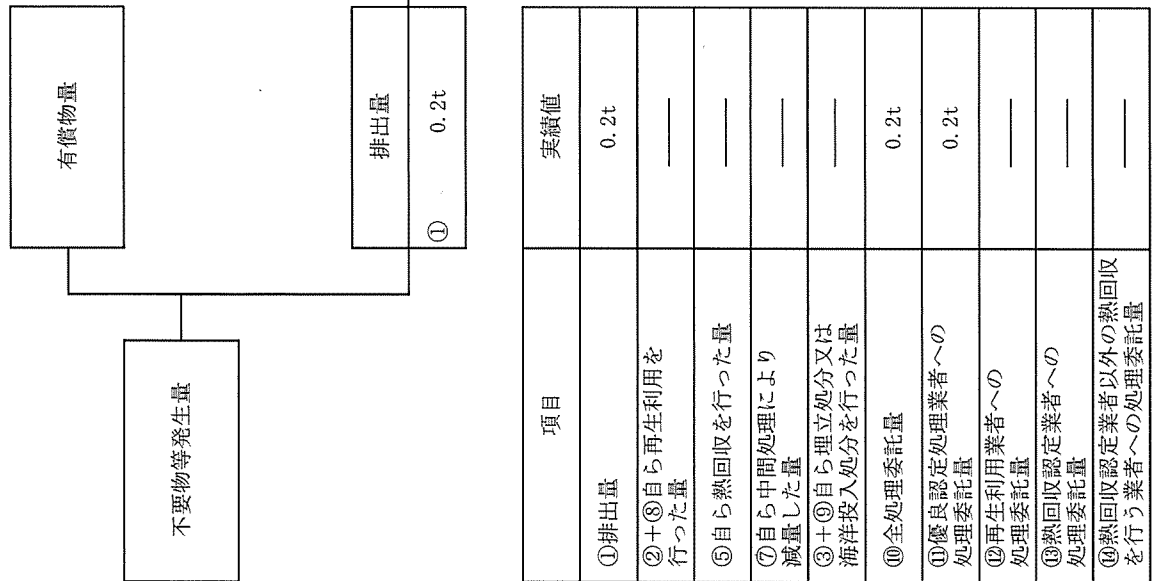 不要物等発生量
有償物量
排出量
① 0.2t
項目 実績値
①排出量 0.2t
②+⑧自ら再生利用を
行った量 ―
⑤自ら熱回収を行った量 ―
⑦自ら中間処理により
減量した量 ―
③+⑨自ら埋立処分又は
海洋投入処分を行った量 ―
⑩全処理委託量 0.2t
⑪優良認定処理業者への
処理委託量 0.2t
⑫再生利用業者への
処理委託量 ―
⑬熱回収認定業者への
処理委託量 ―
⑭熱回収認定業者以外の熱回収
を行う業者への処理委託量 ―